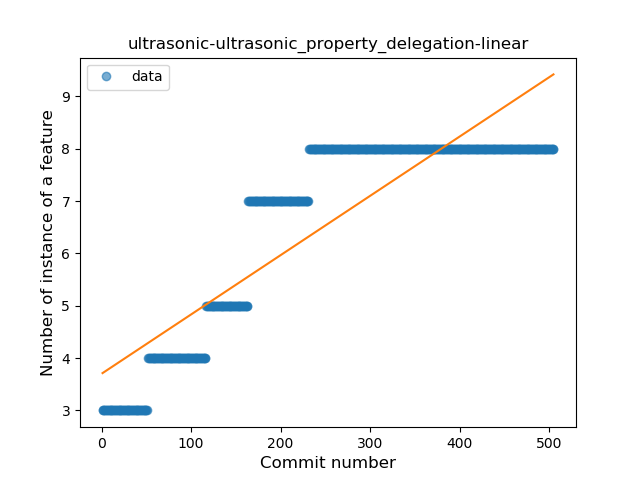 ultrasonic-ultrasonic_property_delegation-linear
data
Number of instance of a feature
9
8
7
6
5
4
3
0 100 200 300 400 500
Commit number